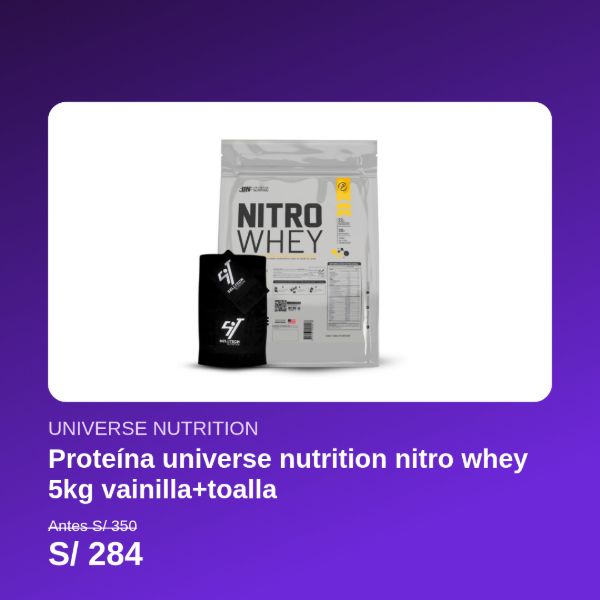 NITRO
WHEY
UNIVERSE NUTRITION
Proteína universe nutrition nitro whey
5kg vainilla+toalla
Antes S/ 350
S/ 284